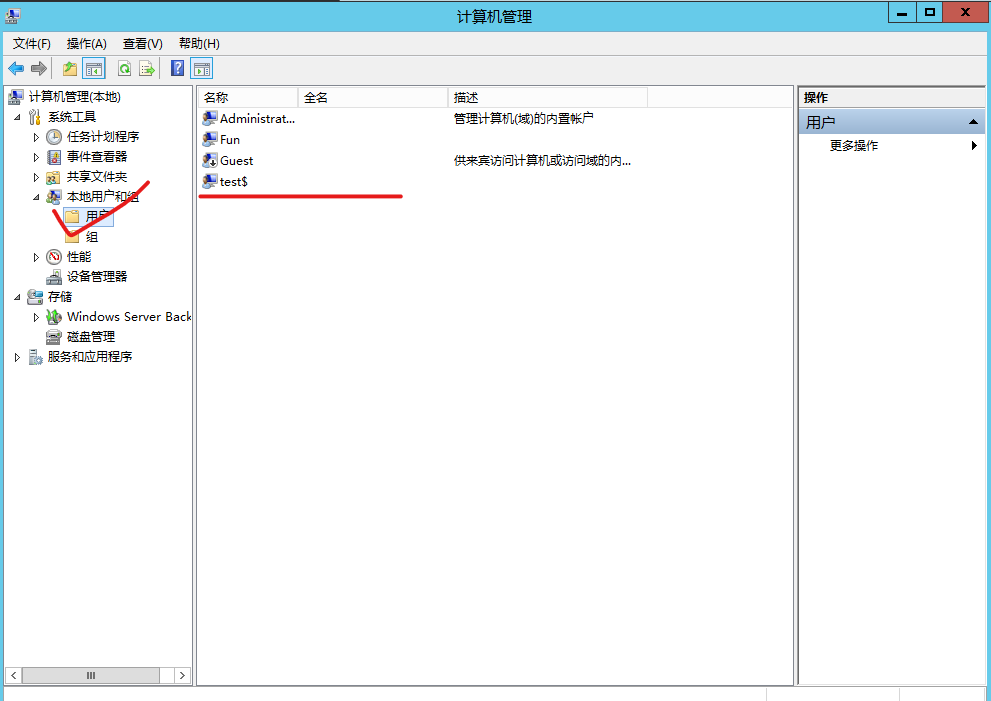 计算机管理
文件(F) 操作(A) 查看(V) 帮助(H)
计算机管理(本地)
系统工具
任务计划程序
事件查看器
共享文件夹
本地用户和组
用户
组
性能
设备管理器
存储
Windows Server Back
磁盘管理
服务和应用程序
名称 全名 描述
Administrat... 管理计算机(域)的内置帐户
Fun
Guest 供来宾访问计算机或访问域的内...
test$
操作
用户
更多操作